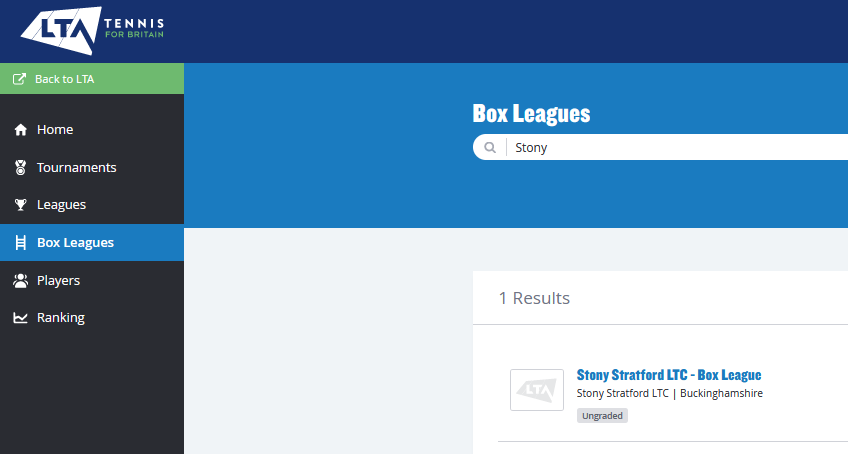 LTA TENNIS
FOR BRITAIN
Back to LTA
Home
Tournaments
Leagues
Box Leagues
Players
Ranking
Box Leagues
Stony
1 Results
LTA
Stony Stratford LTC - Box League
Stony Stratford LTC | Buckinghamshire
Ungraded